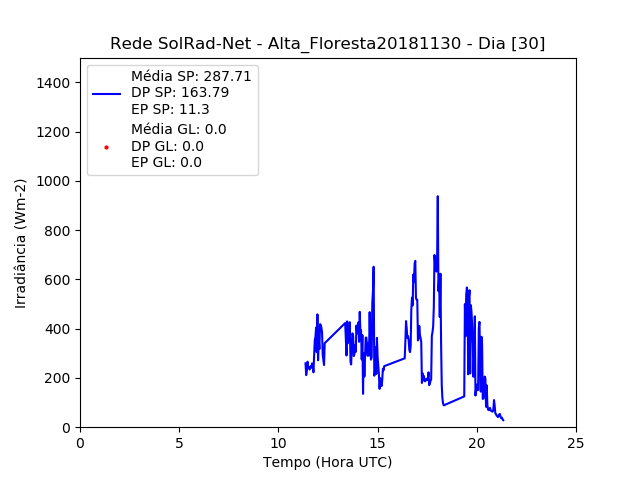 Rede SolRad-Net - Alta_Floresta20181130 - Dia [30]
Média SP: 287.71
DP SP: 163.79
EP SP: 11.3
Média GL: 0.0
DP GL: 0.0
EP GL: 0.0
Irradiância (Wm-2)
1400
1200
1000
800
600
400
200
0
0 5 10 15 20 25
Tempo (Hora UTC)